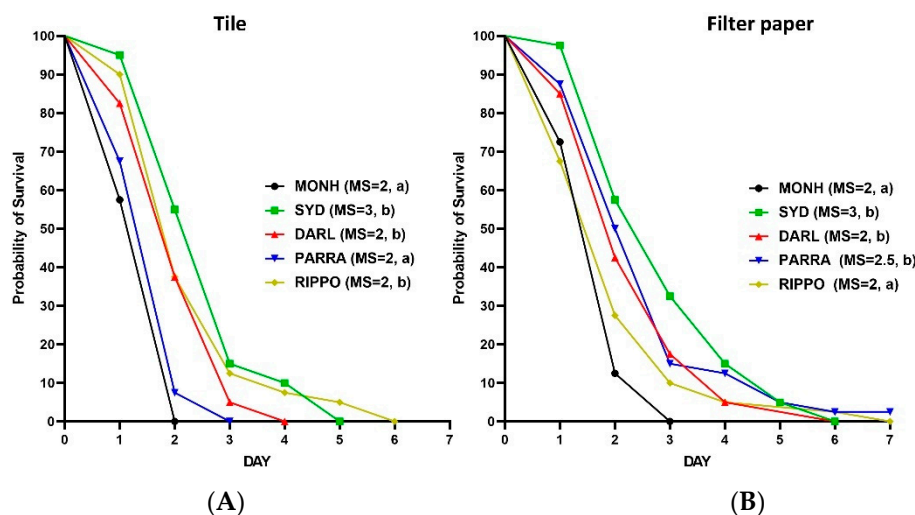 Tile
100
90
80
70
60
50
40
30
20
10
0
Probability of Survival
MONH (MS=2, a)
SYD (MS=3, b)
DARL (MS=2, b)
PARRA (MS=2, a)
RIPPO (MS=2, b)
0 1 2 3 4 5 6 7
DAY
(A)
Filter paper
100
90
80
70
60
50
40
30
20
10
0
Probability of Survival
MONH (MS=2, a)
SYD (MS=3, b)
DARL (MS=2, b)
PARRA (MS=2.5, b)
RIPPO (MS=2, a)
0 1 2 3 4 5 6 7
DAY
(B)